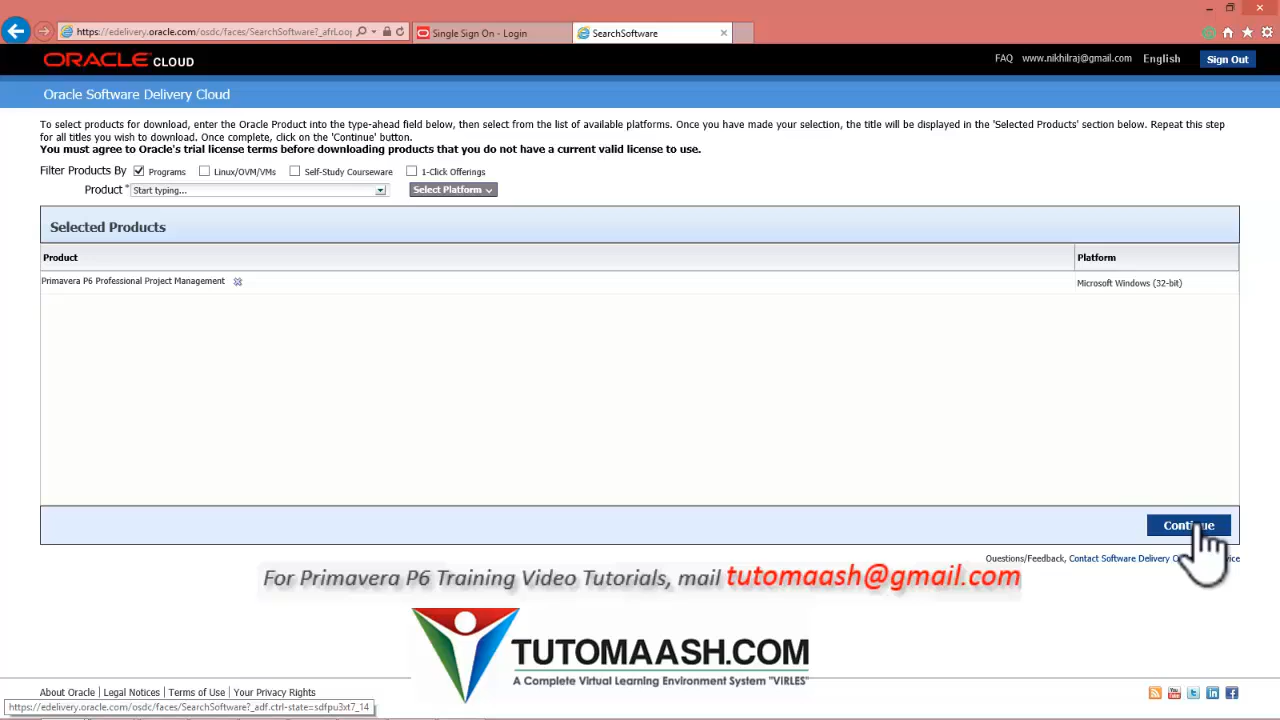 https://edelivery.oracle.com/osdc/faces/SearchSoftware?_afrLoop
Single Sign On - Login
SearchSoftware
ORACLE CLOUD
FAQ www.nikhilraj@gmail.com English Sign Out
Oracle Software Delivery Cloud
To select products for download, enter the Oracle Product into the type-ahead field below, then select from the list of available platforms. Once you have made your selection, the title will be displayed in the 'Selected Products' section below. Repeat this step
for all titles you wish to download. Once complete, click on the 'Continue' button.
You must agree to Oracle's trial license terms before downloading products that you do not have a current valid license to use.
Filter Products By Programs Linux/OVM/VMs Self-Study Courseware 1-Click Offerings
Product * Start typing... Select Platform
Selected Products
Product Platform
Primavera P6 Professional Project Management Microsoft Windows (32-bit)
Continue
Questions/Feedback, Contact Software Delivery
For Primavera P6 Training Video Tutorials, mail tutomaash@gmail.com
TUTOMAASH.COM
A Complete Virtual Learning Environment System "VIRLES"
About Oracle | Legal Notices | Terms of Use | Your Privacy Rights
https://edelivery.oracle.com/osdc/faces/SearchSoftware?_adf.ctrl-state=sdfpu3xt7_14